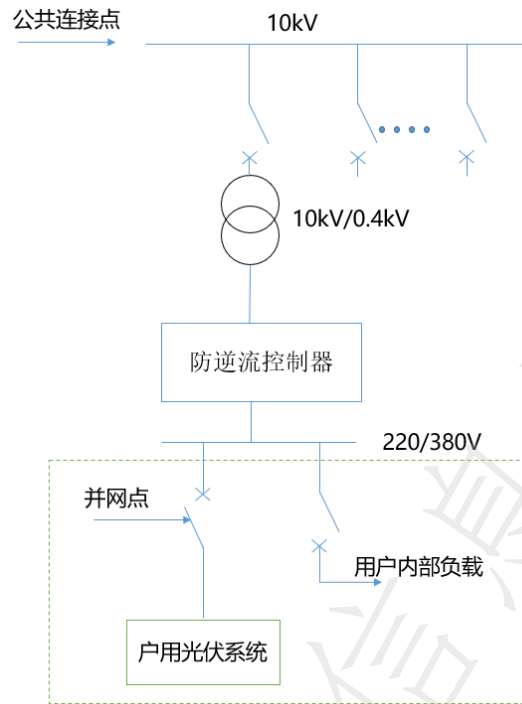 公共连接点
10kV
10kV/0.4kV
防逆流控制器
220/380V
并网点
用户内部负载
户用光伏系统